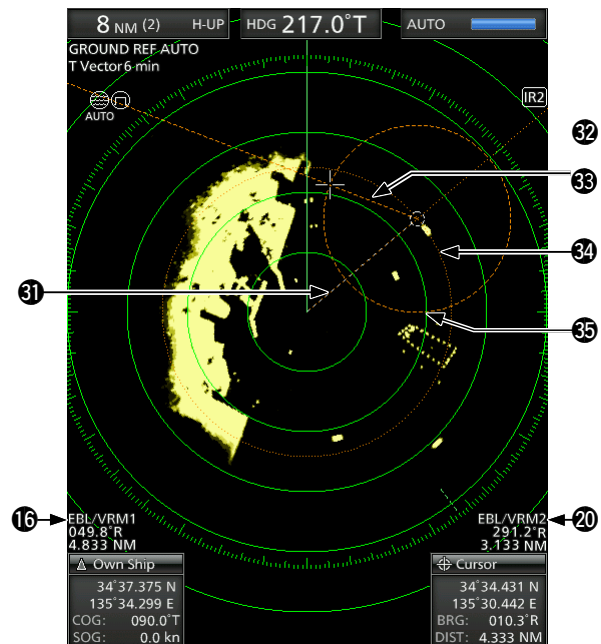 8 NM (2) H-UP HDG 217.0°T AUTO
GROUND REF AUTO
T Vector 6 min
AUTO
IR2
32
33
34
31
35
16
EBL/VRM1
049.8°R
4.833 NM
EBL/VRM2
291.2°R
3.133 NM
20
Own Ship
34°37.375 N
135°34.299 E
COG: 090.0°T
SOG: 0.0 kn
Cursor
34°34.431 N
135°30.442 E
BRG: 010.3°R
DIST: 4.333 NM